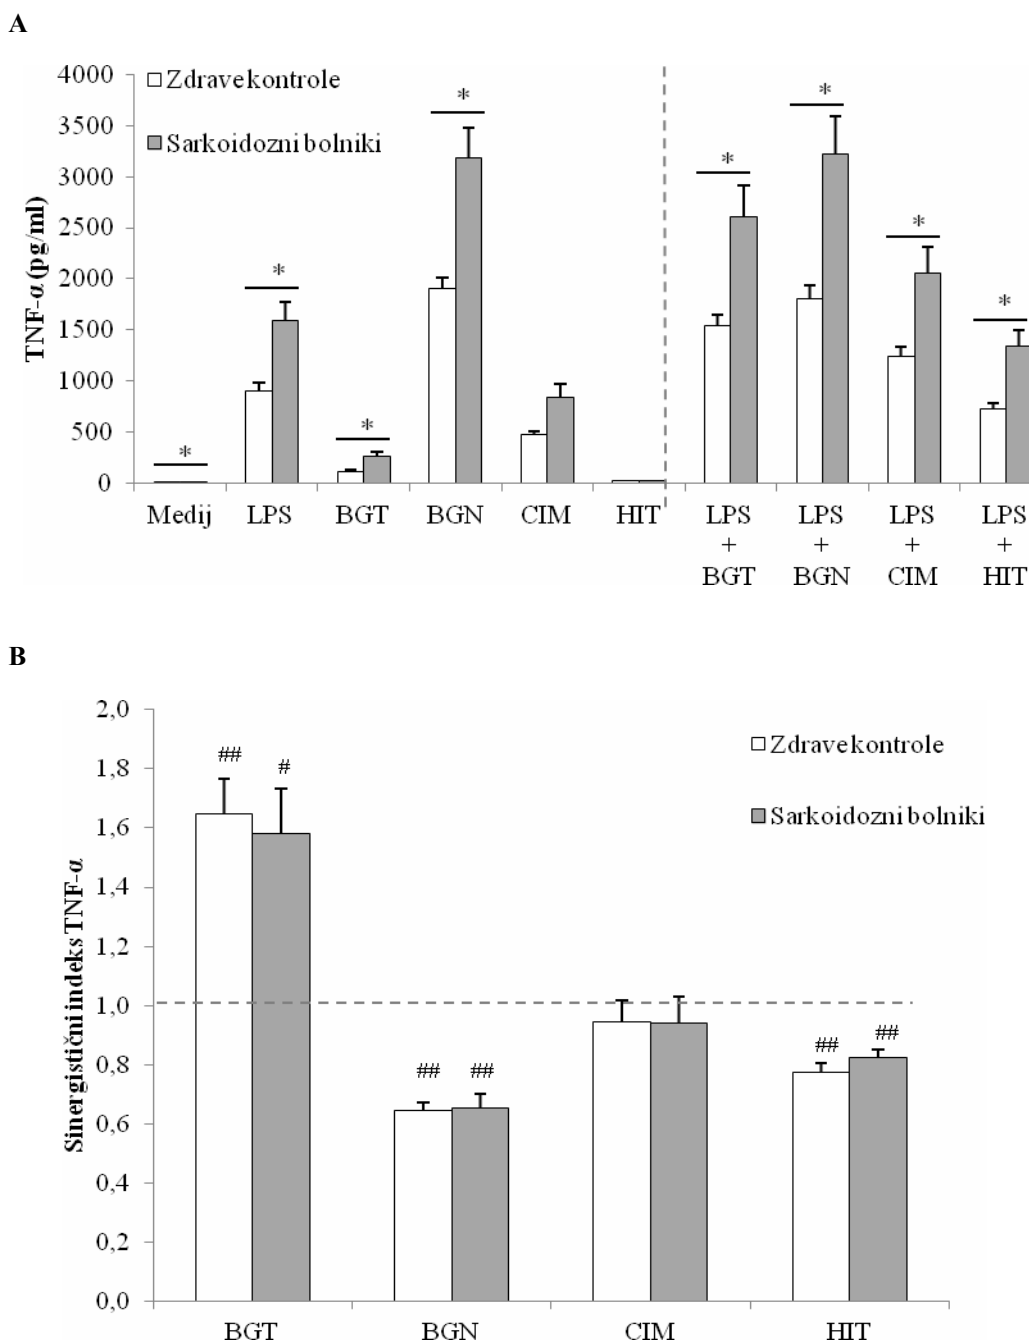 A
TNF-α (pg/ml)
4000
3500
3000
2500
2000
1500
1000
500
0
Zdrave kontrole
Sarkoidozni bolniki
* * * * * * * *
Medij LPS BGT BGN CIM HIT LPS + BGT LPS + BGN LPS + CIM LPS + HIT
B
Sinergistični indeks TNF-α
2,0
1,8
1,6
1,4
1,2
1,0
0,8
0,6
0,4
0,2
0,0
Zdrave kontrole
Sarkoidozni bolniki
## # ## ## ## ##
BGT BGN CIM HIT